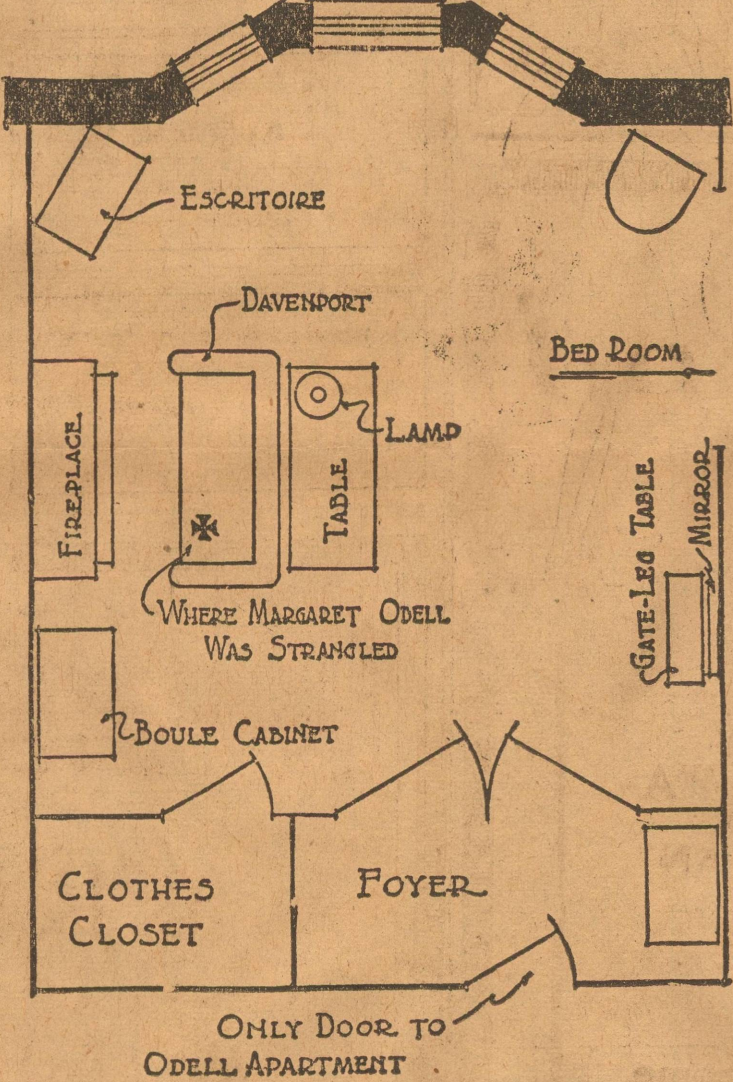 ESCRITOIRE
DAVENPORT
BED ROOM
LAMP
FIREPLACE
TABLE
GATE-LEG TABLE
MIRROR
WHERE MARGARET ODELL
WAS STRANGLED
BOULE CABINET
CLOTHES
CLOSET
FOYER
ONLY DOOR TO
ODELL APARTMENT